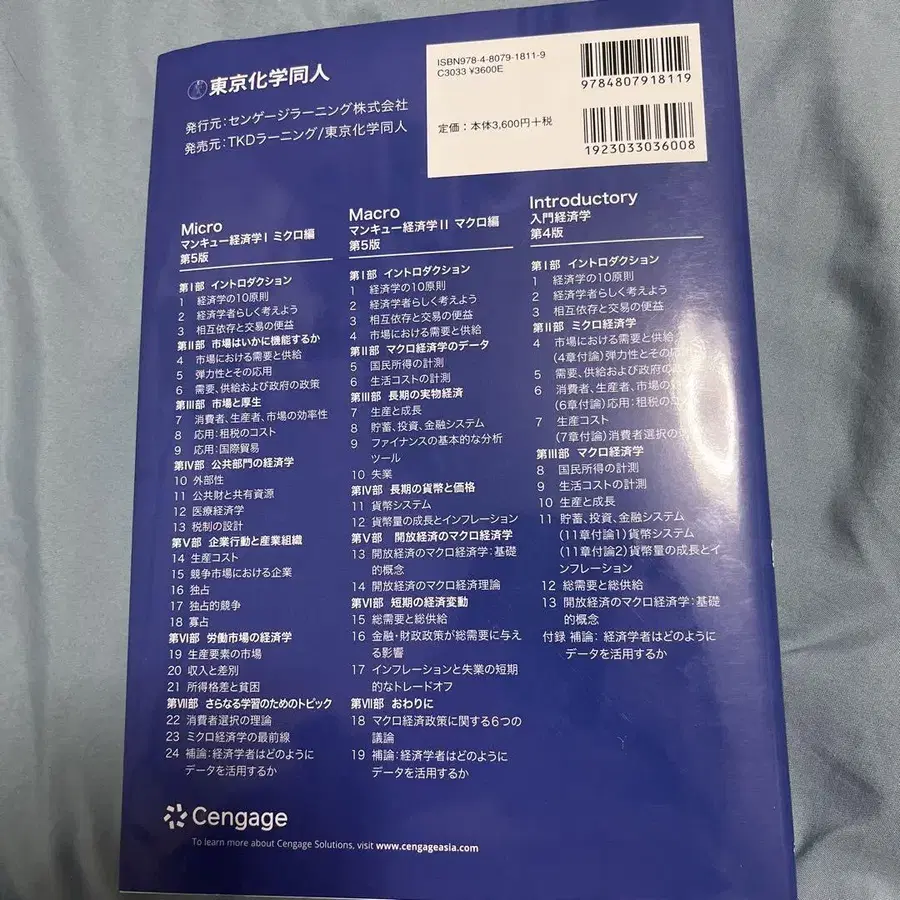 東京化学同人
発行元：センゲージラーニング株式会社
発売元：TKDラーニング/東京化学同人
ISBN978-4-8079-1811-9
C3033 ¥3600E
9784807918119
定価：本体3,600円＋税
1923033036008
Micro
マンキュー経済学Ⅰ ミクロ編
第5版
第Ⅰ部 イントロダクション
1 経済学の10原則
2 経済学者らしく考えよう
3 相互依存と交易の便益
第Ⅱ部 市場はいかに機能するか
4 市場における需要と供給
5 弾力性とその応用
6 需要、供給および政府の政策
第Ⅲ部 市場と厚生
7 消費者、生産者、市場の効率性
8 応用：租税のコスト
9 応用：国際貿易
第Ⅳ部 公共部門の経済学
10 外部性
11 公共財と共有資源
12 医療経済学
13 税制の設計
第Ⅴ部 企業行動と産業組織
14 生産コスト
15 競争市場における企業
16 独占
17 独占的競争
18 寡占
第Ⅵ部 労働市場の経済学
19 生産要素の市場
20 収入と差別
21 所得格差と貧困
第Ⅶ部 さらなる学習のためのトピック
22 消費者選択の理論
23 ミクロ経済学の最前線
24 補論：経済学者はどのように
データを活用するか
Macro
マンキュー経済学Ⅱ マクロ編
第5版
第Ⅰ部 イントロダクション
1 経済学の10原則
2 経済学者らしく考えよう
3 相互依存と交易の便益
4 市場における需要と供給
第Ⅱ部 マクロ経済学のデータ
5 国民所得の計測
6 生活コストの計測
第Ⅲ部 長期の実物経済
7 生産と成長
8 貯蓄、投資、金融システム
9 ファイナンスの基本的な分析
ツール
10 失業
第Ⅳ部 長期の貨幣と価格
11 貨幣システム
12 貨幣量の成長とインフレーション
第Ⅴ部 開放経済のマクロ経済学
13 開放経済のマクロ経済学：基礎
的概念
14 開放経済のマクロ経済理論
第Ⅵ部 短期の経済変動
15 総需要と総供給
16 金融・財政政策が総需要に与え
る影響
17 インフレーションと失業の短期
的なトレードオフ
第Ⅶ部 おわりに
18 マクロ経済政策に関する6つの
議論
19 補論：経済学者はどのように
データを活用するか
Introductory
入門経済学
第4版
第Ⅰ部 イントロダクション
1 経済学の10原則
2 経済学者らしく考えよう
3 相互依存と交易の便益
第Ⅱ部 ミクロ経済学
4 市場における需要と供給
（4章付論）弾力性とその応
5 需要、供給および政府の
6 消費者、生産者、市場の
（6章付論）応用：租税のコ
7 生産コスト
（7章付論）消費者選択の
第Ⅲ部 マクロ経済学
8 国民所得の計測
9 生活コストの計測
10 生産と成長
11 貯蓄、投資、金融システム
（11章付論1）貨幣システム
（11章付論2）貨幣量の成長とイ
ンフレーション
12 総需要と総供給
13 開放経済のマクロ経済学：基礎
的概念
付録 補論：経済学者はどのように
データを活用するか
Cengage
To learn more about Cengage Solutions, visit www.cengageasia.com